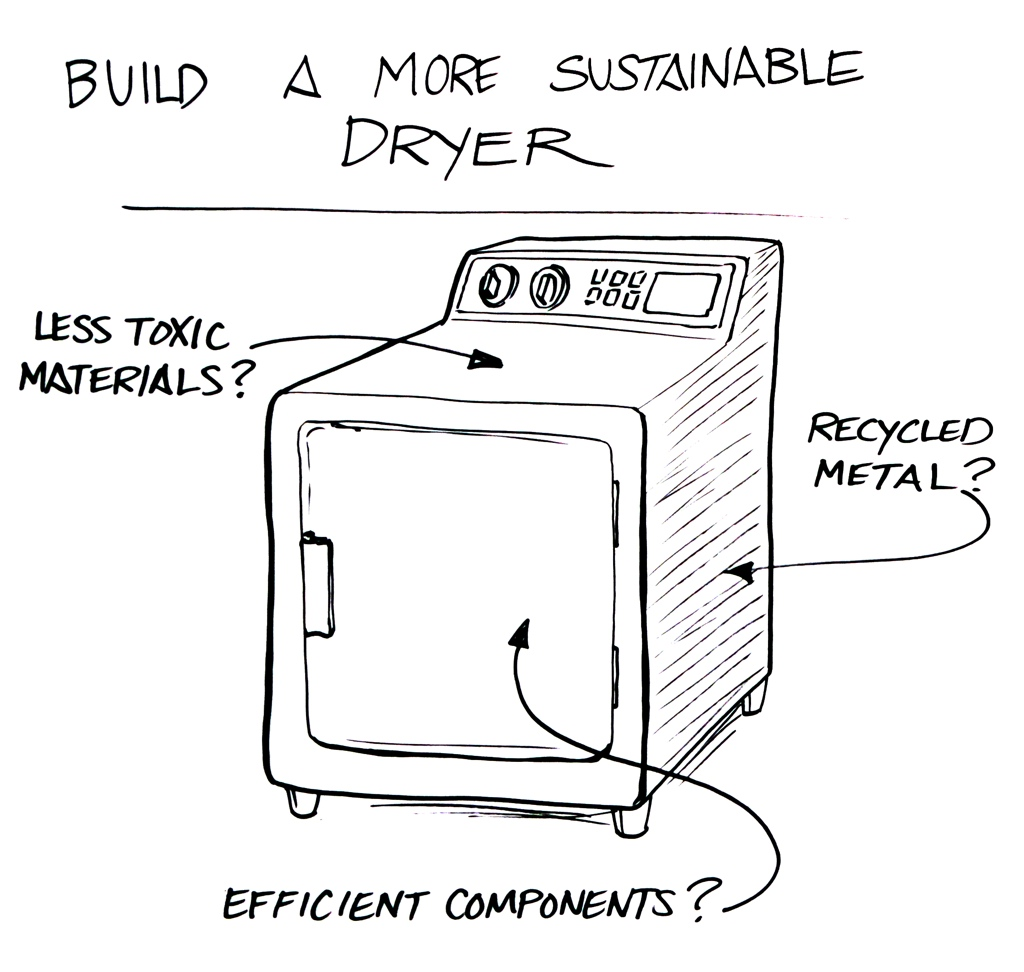 BUILD A MORE SUSTAINABLE
DRYER
LESS TOXIC
MATERIALS?
RECYCLED
METAL?
EFFICIENT COMPONENTS?